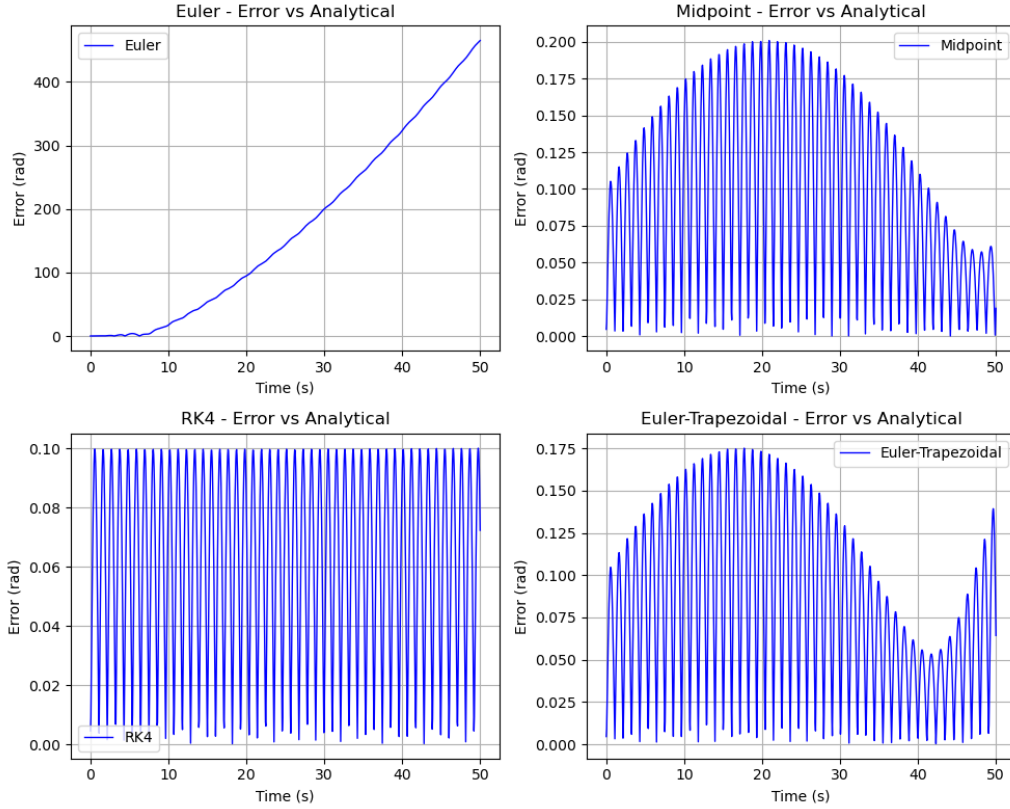 Euler - Error vs Analytical
Error (rad)
400
300
200
100
0
Euler
0 10 20 30 40 50
Time (s)
Midpoint - Error vs Analytical
Error (rad)
0.200
0.175
0.150
0.125
0.100
0.075
0.050
0.025
0.000
Midpoint
0 10 20 30 40 50
Time (s)
RK4 - Error vs Analytical
Error (rad)
0.10
0.08
0.06
0.04
0.02
0.00
RK4
0 10 20 30 40 50
Time (s)
Euler-Trapezoidal - Error vs Analytical
Error (rad)
0.175
0.150
0.125
0.100
0.075
0.050
0.025
0.000
Euler-Trapezoidal
0 10 20 30 40 50
Time (s)